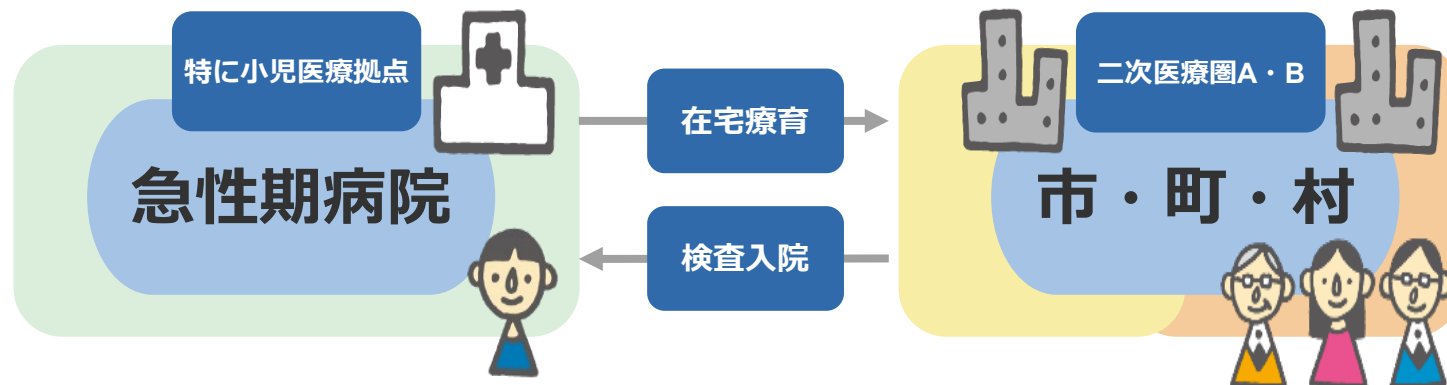 特に小児医療拠点
急性期病院
在宅療育
検査入院
二次医療圏A・B
市・町・村